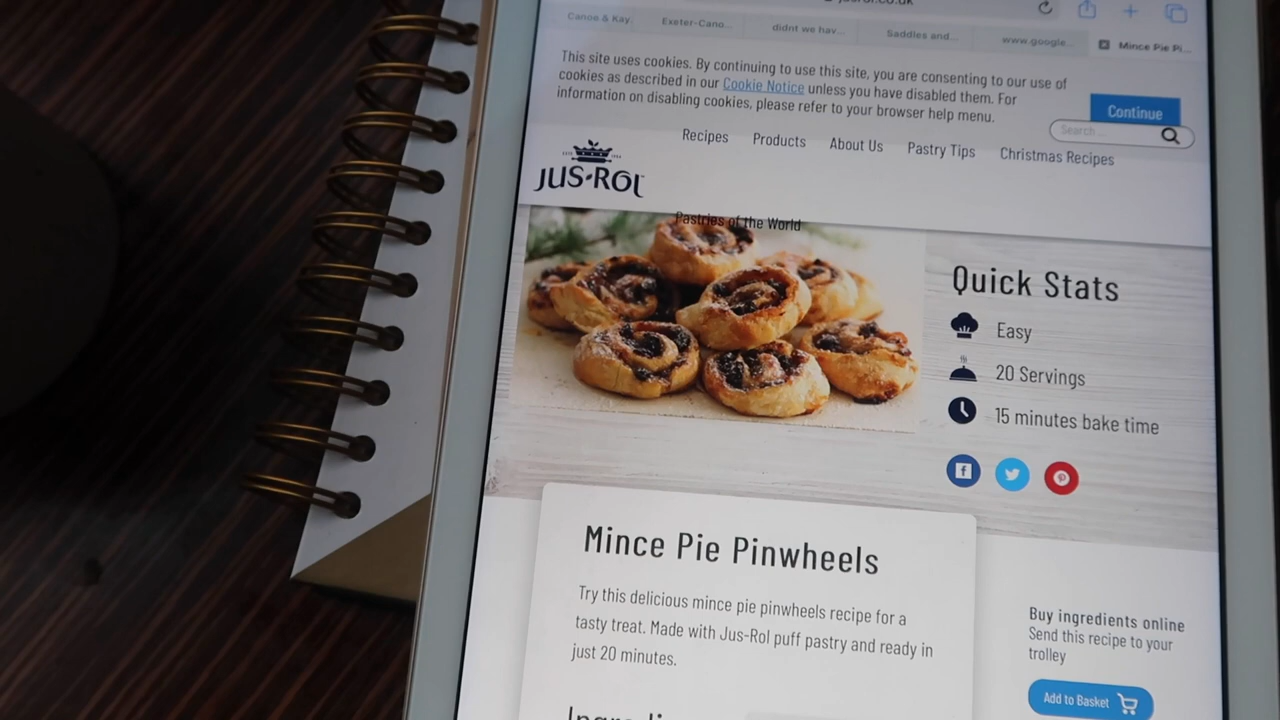 Canoe & Kay
Exeter-Cano...
didnt we hav...
Saddles and...
www.google...
Mince Pie Pi...
This site uses cookies. By continuing to use this site, you are consenting to our use of
cookies as described in our Cookie Notice unless you have disabled them. For
information on disabling cookies, please refer to your browser help menu.
Continue
Search ...
Recipes Products About Us Pastry Tips Christmas Recipes
JUS-ROL
Pastries of the World
Quick Stats
Easy
20 Servings
15 minutes bake time
Mince Pie Pinwheels
Try this delicious mince pie pinwheels recipe for a
tasty treat. Made with Jus-Rol puff pastry and ready in
just 20 minutes.
Buy ingredients online
Send this recipe to your
trolley
Add to Basket